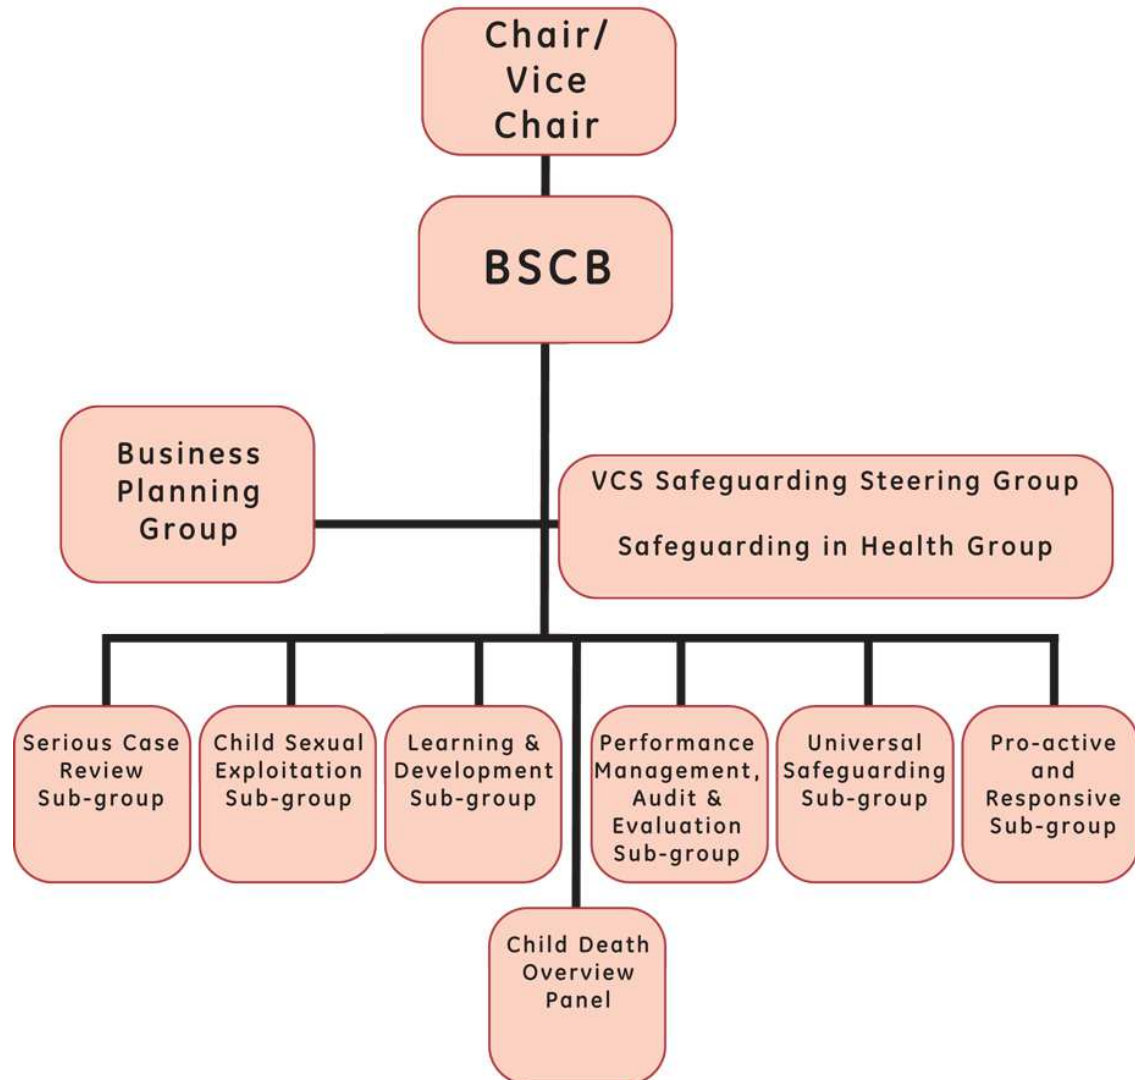 Chair/
Vice
Chair
BSCB
Business
Planning
Group
VCS Safeguarding Steering Group
Safeguarding in Health Group
Serious Case
Review
Sub-group
Child Sexual
Exploitation
Sub-group
Learning &
Development
Sub-group
Performance
Management,
Audit &
Evaluation
Sub-group
Universal
Safeguarding
Sub-group
Pro-active
and
Responsive
Sub-group
Child Death
Overview
Panel